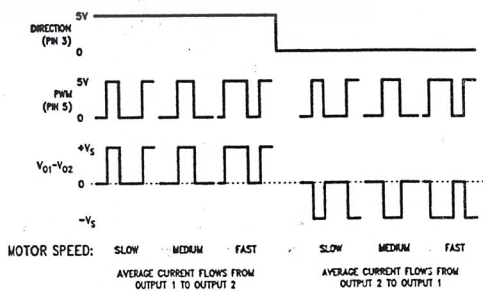 DIRECTION
(PIN 3)
5V
0
PWM
(PIN 5)
5V
0
V01-V02
+VS
0
-VS
MOTOR SPEED: SLOW MEDIUM FAST SLOW MEDIUM FAST
AVERAGE CURRENT FLOWS FROM
OUTPUT 1 TO OUTPUT 2
AVERAGE CURRENT FLOWS FROM
OUTPUT 2 TO OUTPUT 1